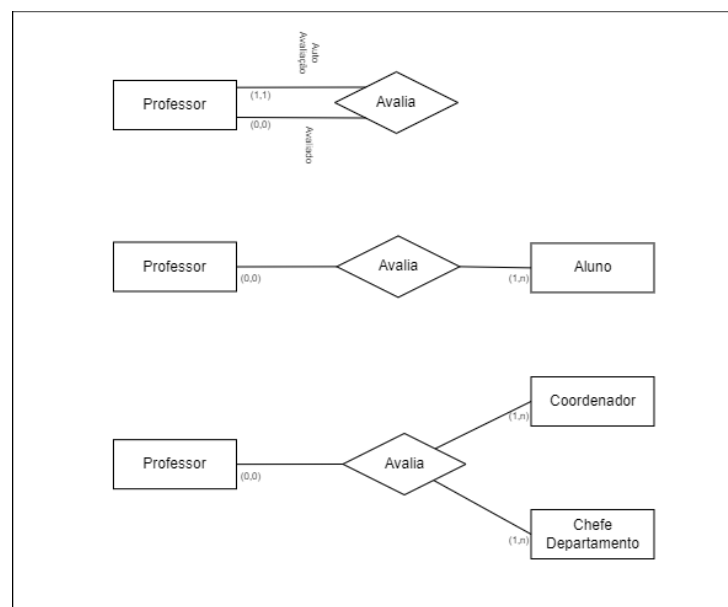 Auto
Avaliação
Professor
(1,1)
Avalia
(0,0)
Avaliado
Professor
(0,0)
Avalia
(1,n)
Aluno
Coordenador
(1,n)
Professor
(0,0)
Avalia
(1,n)
Chefe
Departamento